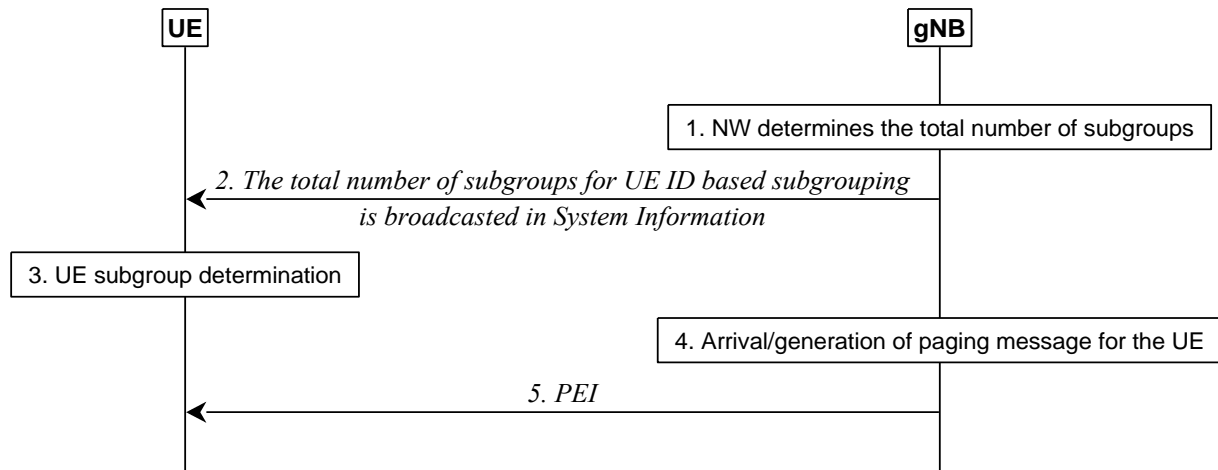 UE
gNB
1. NW determines the total number of subgroups
2. The total number of subgroups for UE ID based subgrouping
is broadcasted in System Information
3. UE subgroup determination
4. Arrival/generation of paging message for the UE
5. PEI